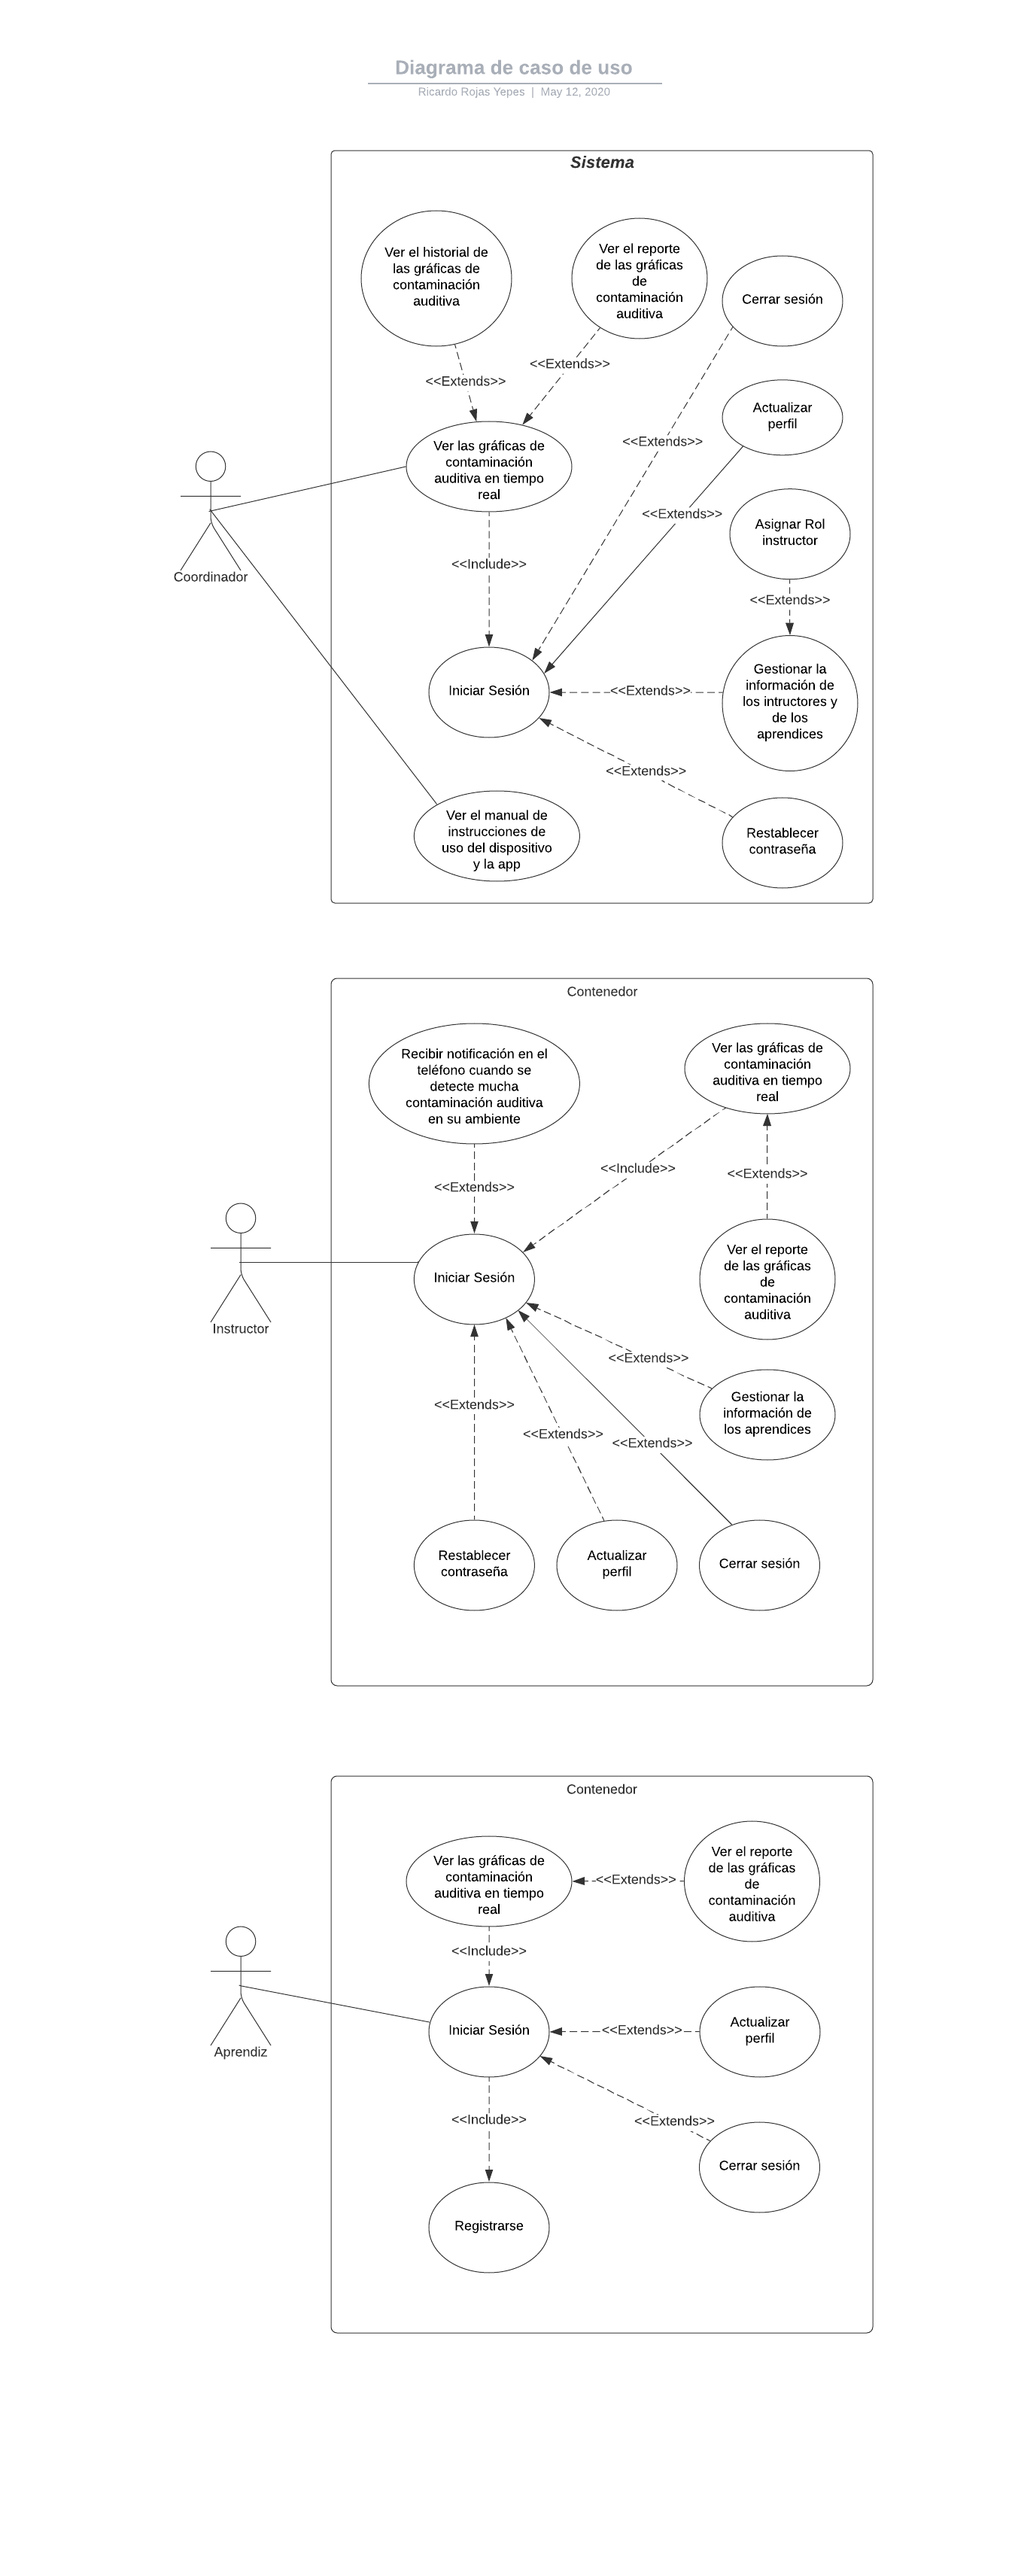 Diagrama de caso de uso
Ricardo Rojas Yepes | May 12, 2020
Sistema
Ver el historial de
las gráficas de
contaminación
auditiva
Ver el reporte
de las gráficas
de
contaminación
auditiva
Cerrar sesión
<<Extends>>
<<Extends>>
Actualizar
perfil
Ver las gráficas de
contaminación
auditiva en tiempo
real
<<Extends>>
<<Extends>>
Asignar Rol
instructor
Coordinador
<<Include>>
<<Extends>>
Iniciar Sesión
<<Extends>>
Gestionar la
información de
los intructores y
de los
aprendices
<<Extends>>
Ver el manual de
instrucciones de
uso del dispositivo
y la app
Restablecer
contraseña
Contenedor
Recibir notificación en el
teléfono cuando se
detecte mucha
contaminación auditiva
en su ambiente
Ver las gráficas de
contaminación
auditiva en tiempo
real
<<Include>>
<<Extends>>
<<Extends>>
Instructor
Iniciar Sesión
Ver el reporte
de las gráficas
de
contaminación
auditiva
<<Extends>>
<<Extends>>
<<Extends>>
<<Extends>>
Gestionar la
información de
los aprendices
Restablecer
contraseña
Actualizar
perfil
Cerrar sesión
Contenedor
Ver las gráficas de
contaminación
auditiva en tiempo
real
<<Extends>>
Ver el reporte
de las gráficas
de
contaminación
auditiva
<<Include>>
Aprendiz
Iniciar Sesión
<<Extends>>
Actualizar
perfil
<<Include>>
<<Extends>>
Cerrar sesión
Registrarse